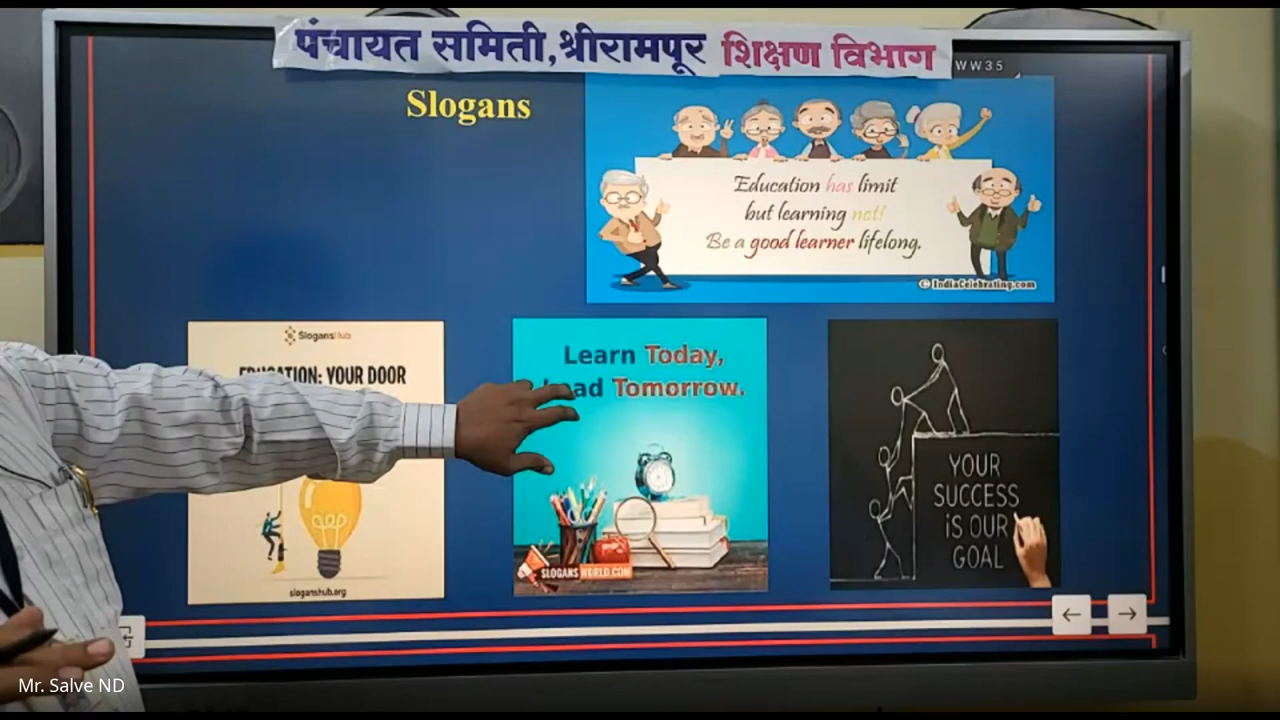 पंचायत समिती,श्रीरामपूर शिक्षण विभाग
WW35
Slogans
Education has limit
but learning not!
Be a good learner lifelong.
© IndiaCelebrating.com
SlogansHub
EDUCATION: YOUR DOOR
sloganshub.org
Learn Today,
Lead Tomorrow.
SLOGANSWORLD.COM
YOUR
SUCCESS
iS OUR
GOAL
Mr. Salve ND